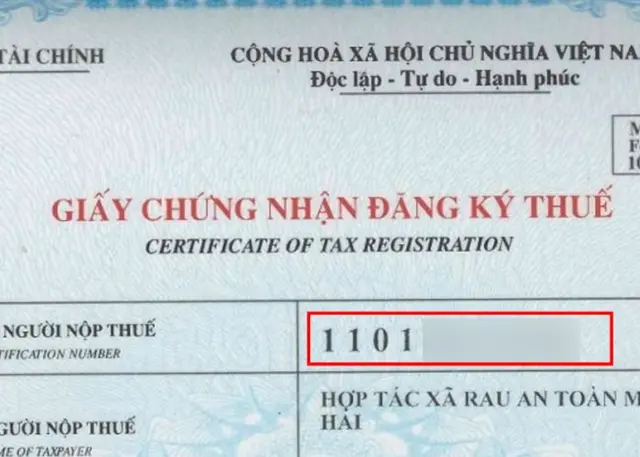 TÀI CHÍNH
CỘNG HOÀ XÃ HỘI CHỦ NGHĨA VIỆT NA
Độc lập - Tự do - Hạnh phúc
GIẤY CHỨNG NHẬN ĐĂNG KÝ THUẾ
CERTIFICATE OF TAX REGISTRATION
NGƯỜI NỘP THUẾ
TIFICATION NUMBER
1101
HỢP TÁC XÃ RAU AN TOÀN M
HẢI
NGƯỜI NỘP THUẾ
ME OF TAXPAYER